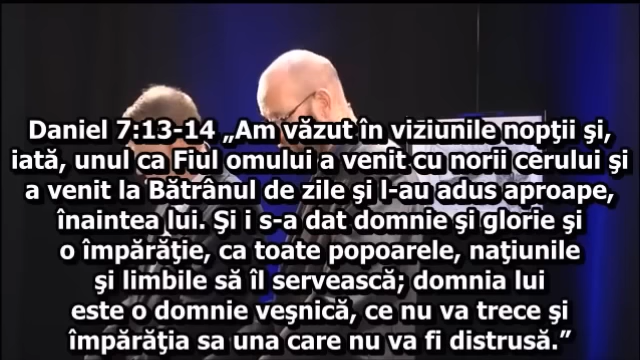 Daniel 7:13-14 „Am văzut în viziunile nopţii şi,
iată, unul ca Fiul omului a venit cu norii cerului şi
a venit la Bătrânul de zile şi l-au adus aproape,
înaintea lui. Şi i s-a dat domnie şi glorie şi
o împărăţie, ca toate popoarele, naţiunile
şi limbile să îl servească; domnia lui
este o domnie veşnică, ce nu va trece şi
împărăţia sa una care nu va fi distrusă.”